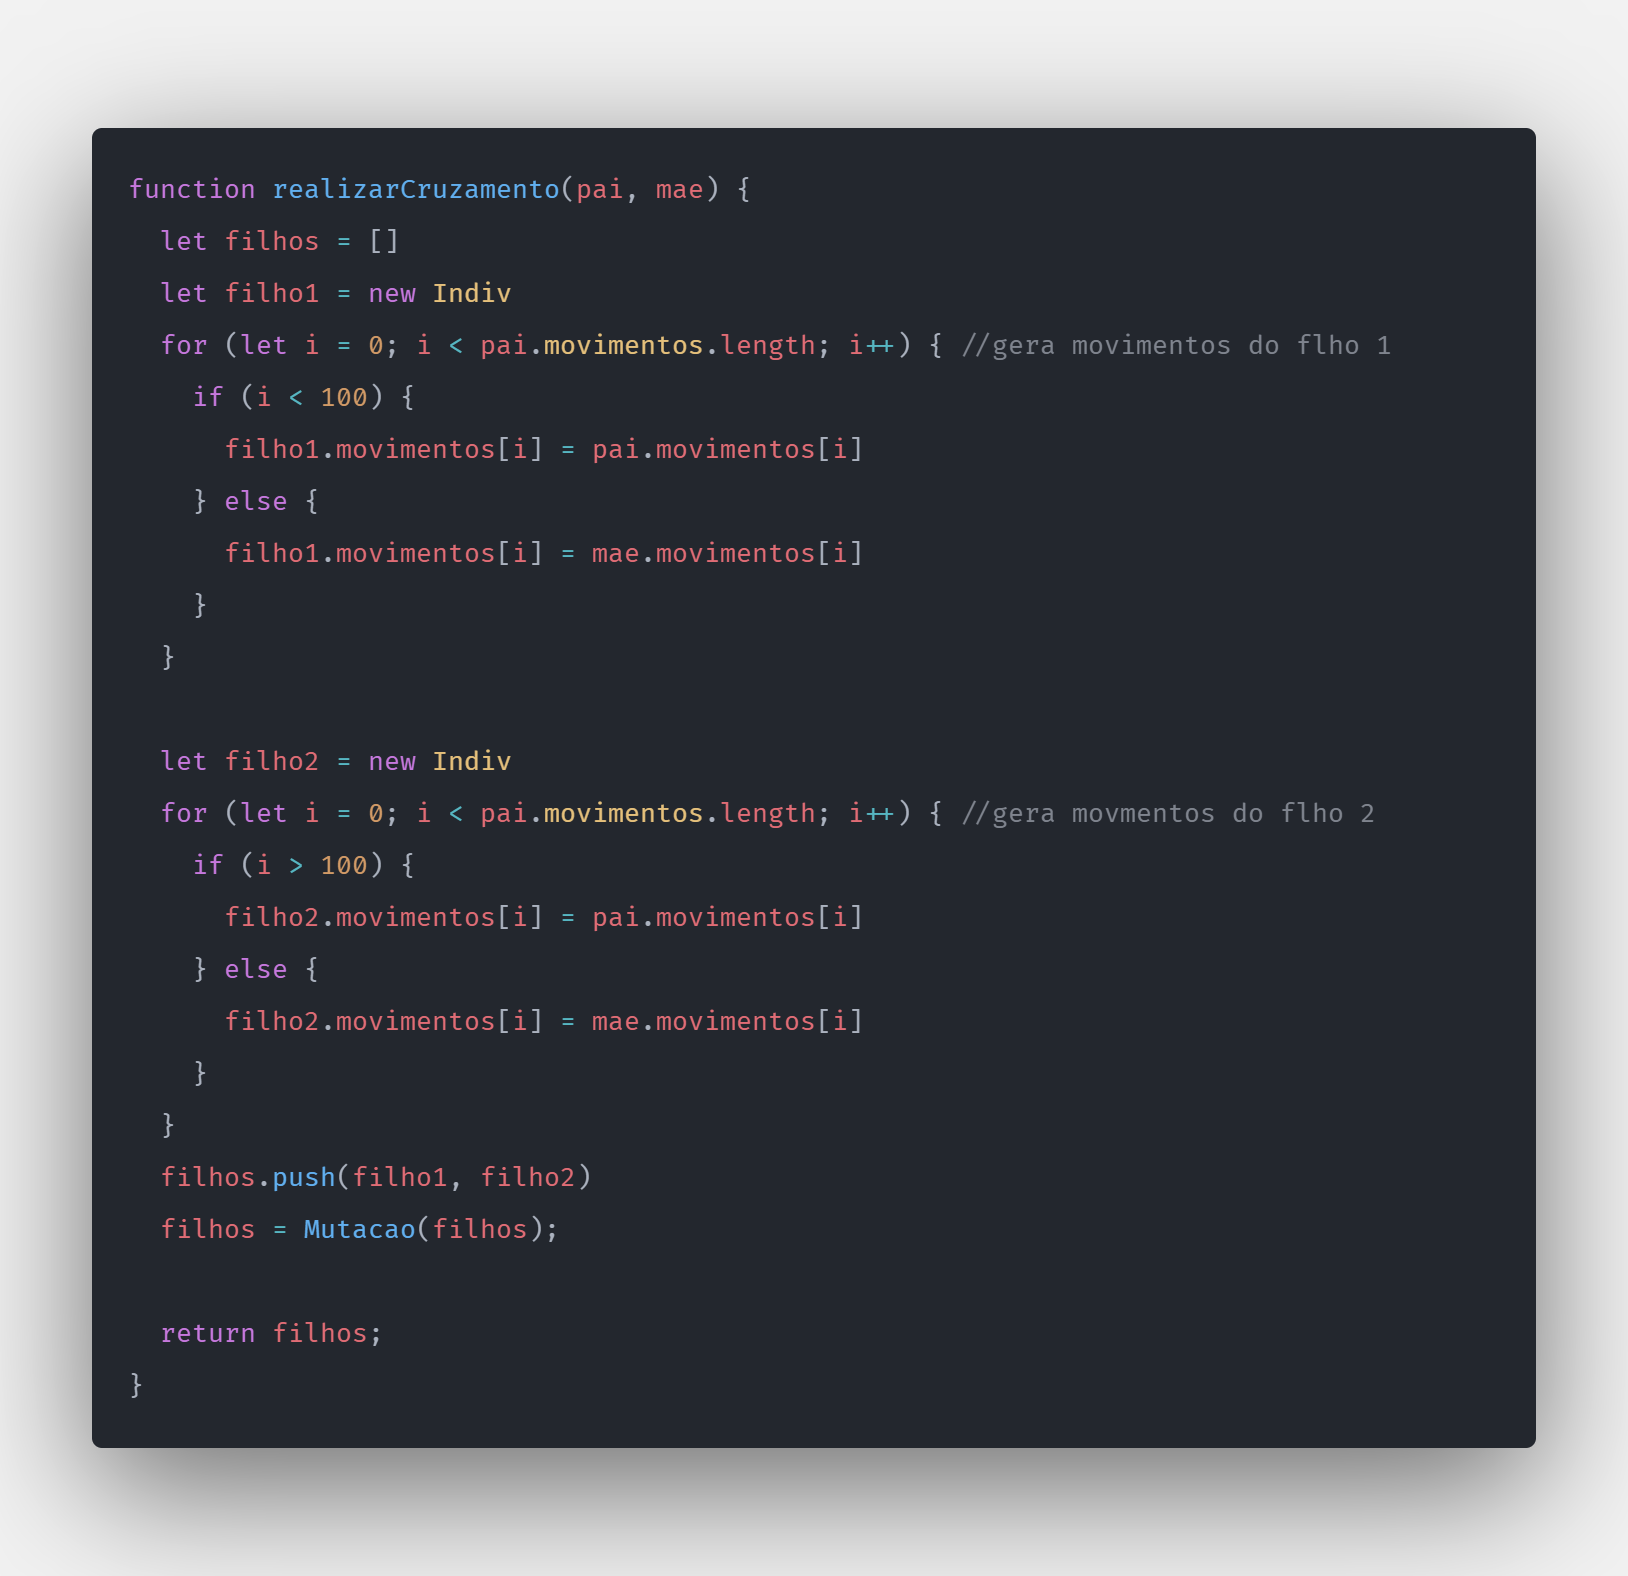 function realizarCruzamento(pai, mae) {
  let filhos = []
  let filho1 = new Indiv
  for (let i = 0; i < pai.movimentos.length; i++) { //gera movimentos do flho 1
    if (i < 100) {
      filho1.movimentos[i] = pai.movimentos[i]
    } else {
      filho1.movimentos[i] = mae.movimentos[i]
    }
  }

  let filho2 = new Indiv
  for (let i = 0; i < pai.movimentos.length; i++) { //gera movmentos do flho 2
    if (i > 100) {
      filho2.movimentos[i] = pai.movimentos[i]
    } else {
      filho2.movimentos[i] = mae.movimentos[i]
    }
  }
  filhos.push(filho1, filho2)
  filhos = Mutacao(filhos);

  return filhos;
}